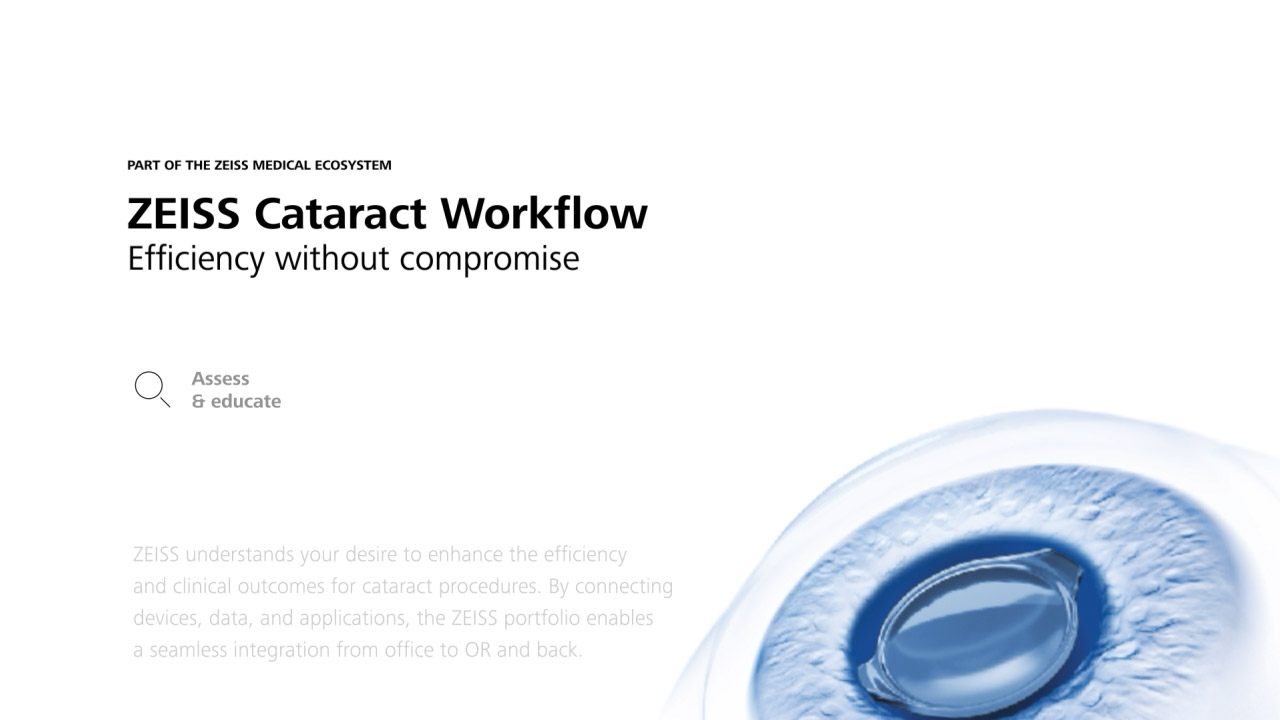 PART OF THE ZEISS MEDICAL ECOSYSTEM
ZEISS Cataract Workflow
Efficiency without compromise
Assess
& educate
ZEISS understands your desire to enhance the efficiency
and clinical outcomes for cataract procedures. By connecting
devices, data, and applications, the ZEISS portfolio enables
a seamless integration from office to OR and back.